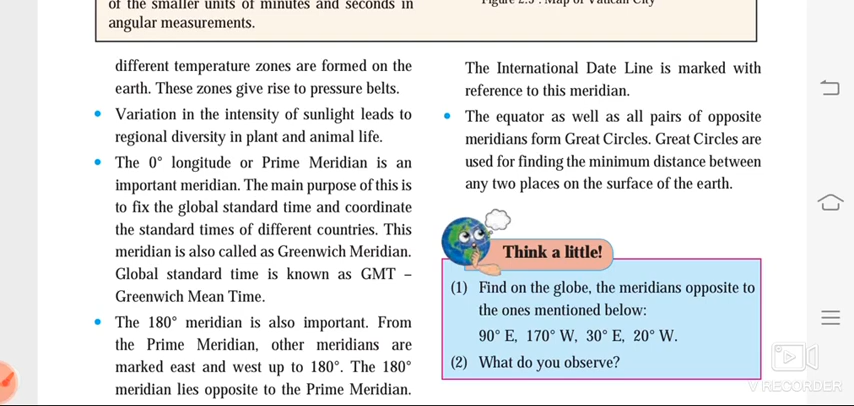 of the smaller units of minutes and seconds in
angular measurements.
Figure 2.5 : Map of Vatican City
different temperature zones are formed on the
earth. These zones give rise to pressure belts.
• Variation in the intensity of sunlight leads to
regional diversity in plant and animal life.
• The 0° longitude or Prime Meridian is an
important meridian. The main purpose of this is
to fix the global standard time and coordinate
the standard times of different countries. This
meridian is also called as Greenwich Meridian.
Global standard time is known as GMT –
Greenwich Mean Time.
• The 180° meridian is also important. From
the Prime Meridian, other meridians are
marked east and west up to 180°. The 180°
meridian lies opposite to the Prime Meridian.
The International Date Line is marked with
reference to this meridian.
• The equator as well as all pairs of opposite
meridians form Great Circles. Great Circles are
used for finding the minimum distance between
any two places on the surface of the earth.
Think a little!
(1) Find on the globe, the meridians opposite to
the ones mentioned below:
90° E, 170° W, 30° E, 20° W.
(2) What do you observe?
V RECORDER